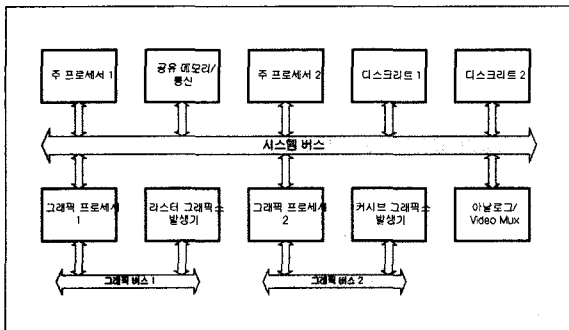 주 프로세서 1
공유 메모리/
통신
주 프로세서 2
디스크리트 1
디스크리트 2
시스템 버스
그래픽 프로세서
1
라스터 그래픽스
발생기
그래픽 프로세서
2
커시브 그래픽스
발생기
아날로그/
Video Mux
그래픽 버스 1
그래픽 버스 2